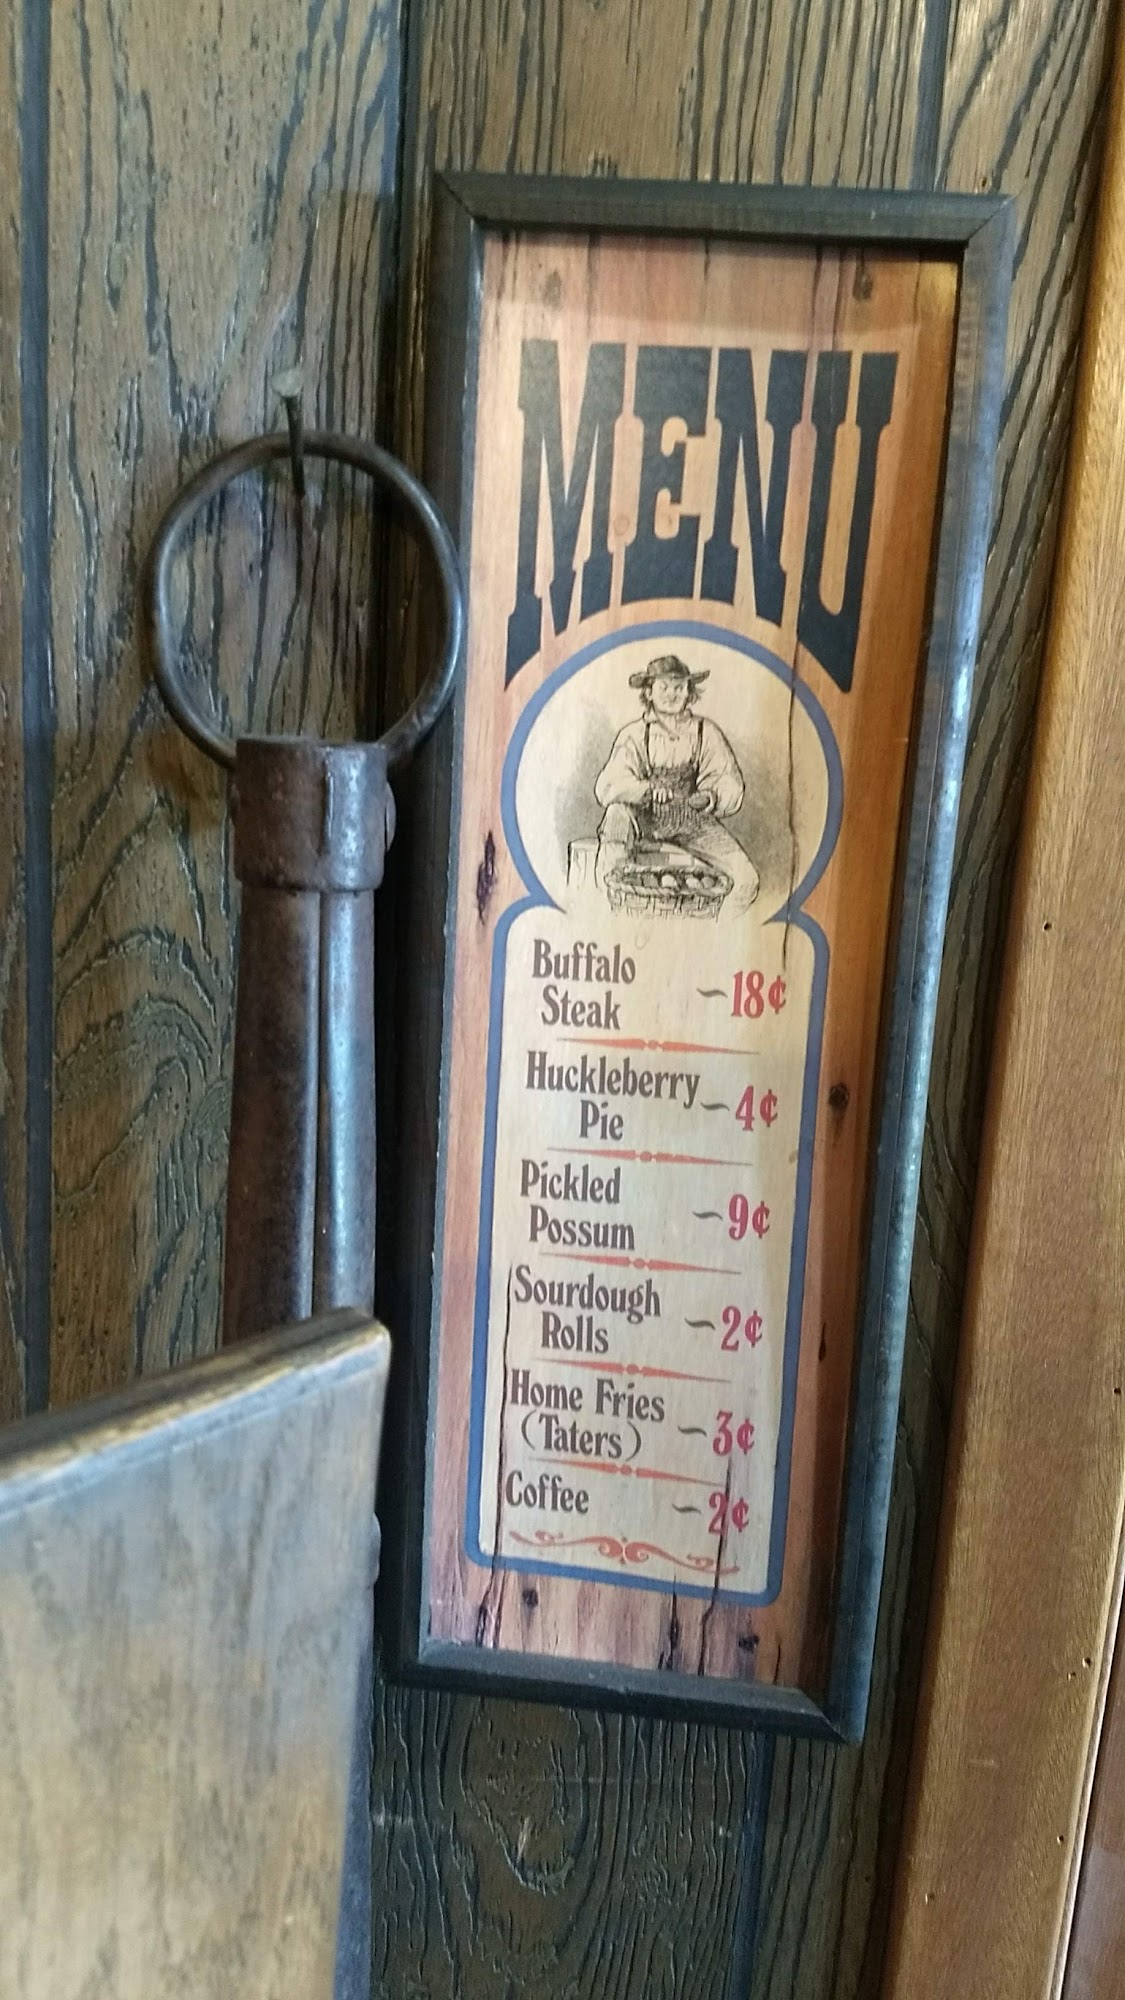 MENU
Buffalo
Steak ~18¢
Huckleberry
Pie ~4¢
Pickled
Possum ~9¢
Sourdough
Rolls ~2¢
Home Fries
(Taters) ~3¢
Coffee ~2¢